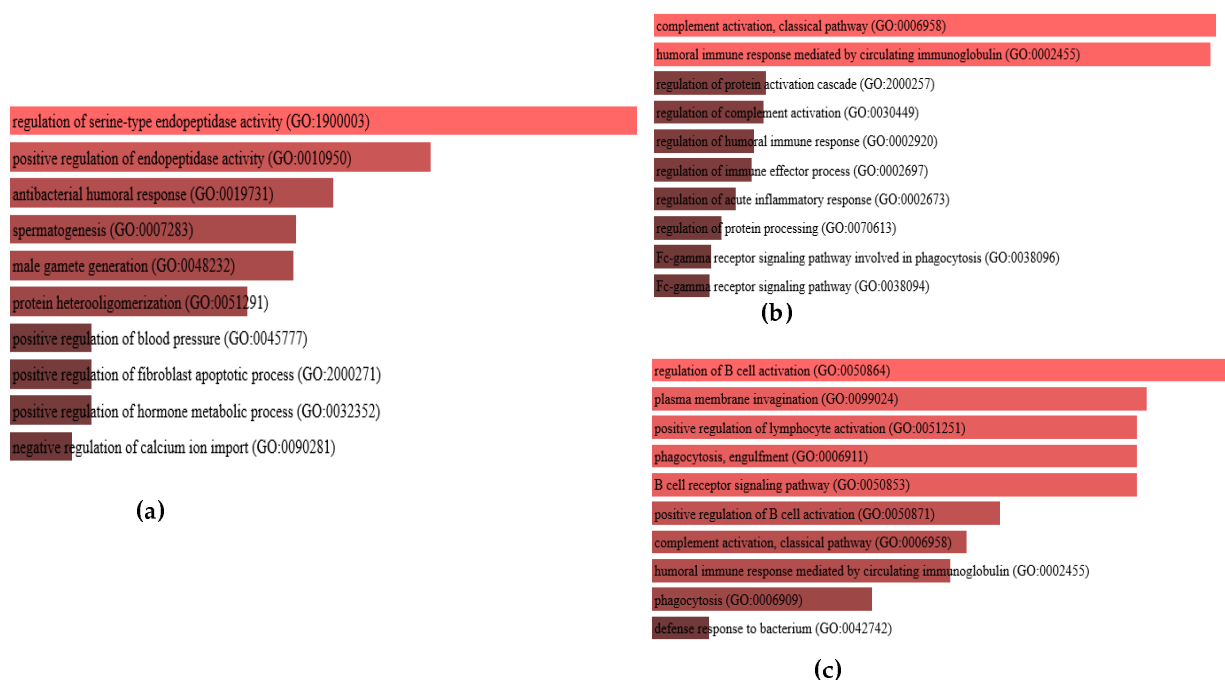 regulation of serine-type endopeptidase activity (GO:1900003)
positive regulation of endopeptidase activity (GO:0010950)
antibacterial humoral response (GO:0019731)
spermatogenesis (GO:0007283)
male gamete generation (GO:0048232)
protein heterooligomerization (GO:0051291)
positive regulation of blood pressure (GO:0045777)
positive regulation of fibroblast apoptotic process (GO:2000271)
positive regulation of hormone metabolic process (GO:0032352)
negative regulation of calcium ion import (GO:0090281)
(a)
complement activation, classical pathway (GO:0006958)
humoral immune response mediated by circulating immunoglobulin (GO:0002455)
regulation of protein activation cascade (GO:2000257)
regulation of complement activation (GO:0030449)
regulation of humoral immune response (GO:0002920)
regulation of immune effector process (GO:0002697)
regulation of acute inflammatory response (GO:0002673)
regulation of protein processing (GO:0070613)
Fc-gamma receptor signaling pathway involved in phagocytosis (GO:0038096)
Fc-gamma receptor signaling pathway (GO:0038094)
(b)
regulation of B cell activation (GO:0050864)
plasma membrane invagination (GO:0099024)
positive regulation of lymphocyte activation (GO:0051251)
phagocytosis, engulfment (GO:0006911)
B cell receptor signaling pathway (GO:0050853)
positive regulation of B cell activation (GO:0050871)
complement activation, classical pathway (GO:0006958)
humoral immune response mediated by circulating immunoglobulin (GO:0002455)
phagocytosis (GO:0006909)
defense response to bacterium (GO:0042742)
(c)